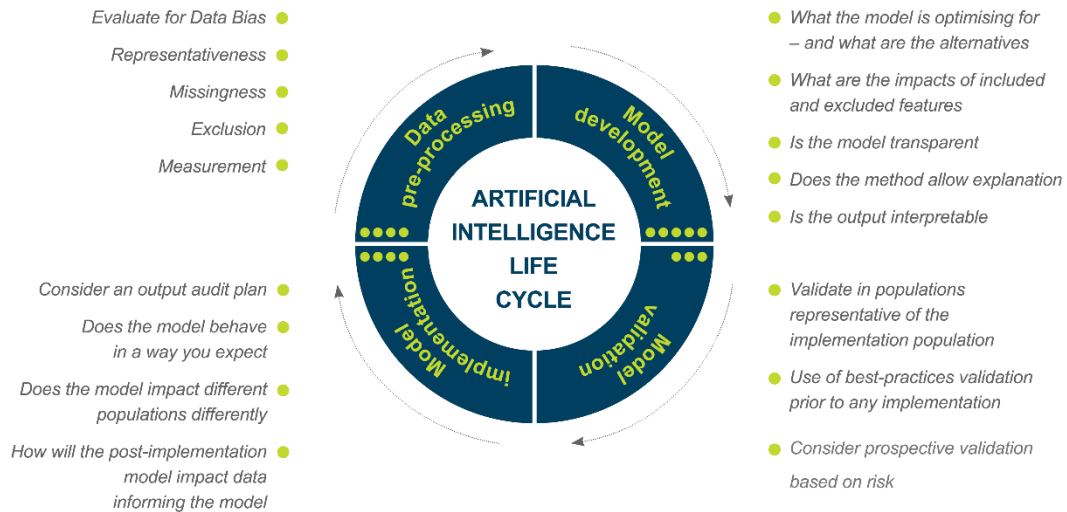 Evaluate for Data Bias
Representativeness
Missingness
Exclusion
Measurement
What the model is optimising for
– and what are the alternatives
What are the impacts of included
and excluded features
Is the model transparent
Does the method allow explanation
Is the output interpretable
Data
pre-processing
Model
development
ARTIFICIAL
INTELLIGENCE
LIFE
CYCLE
Model
implementation
Model
validation
Consider an output audit plan
Does the model behave
in a way you expect
Does the model impact different
populations differently
How will the post-implementation
model impact data
informing the model
Validate in populations
representative of the
implementation population
Use of best-practices validation
prior to any implementation
Consider prospective validation
based on risk